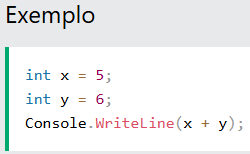 Exemplo
int x = 5;
int y = 6;
Console.WriteLine(x + y);